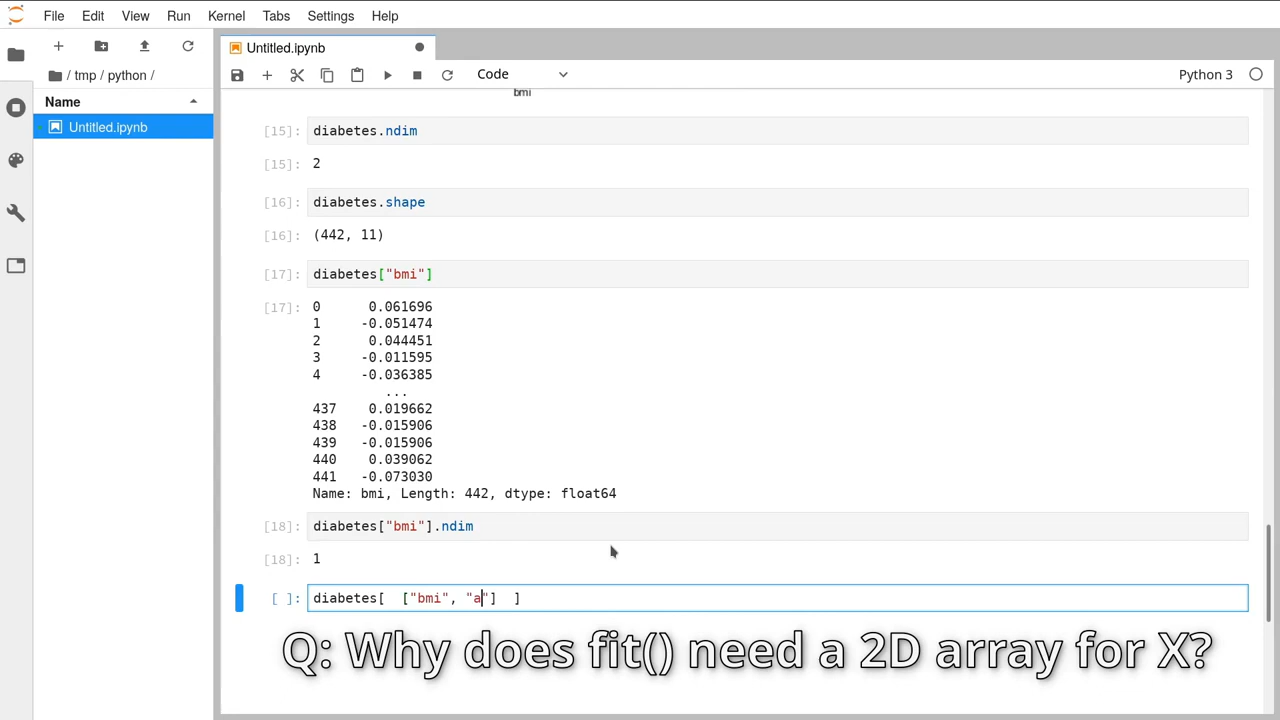 File Edit View Run Kernel Tabs Settings Help
Untitled.ipynb
Code
Python 3
/ tmp / python /
Name
Untitled.ipynb
bmi
[15]: diabetes.ndim
[15]: 2
[16]: diabetes.shape
[16]: (442, 11)
[17]: diabetes["bmi"]
[17]: 0 0.061696
1 -0.051474
2 0.044451
3 -0.011595
4 -0.036385
...
437 0.019662
438 -0.015906
439 -0.015906
440 0.039062
441 -0.073030
Name: bmi, Length: 442, dtype: float64
[18]: diabetes["bmi"].ndim
[18]: 1
[ ]: diabetes[ ["bmi", "a"] ]
Q: Why does fit() need a 2D array for X?